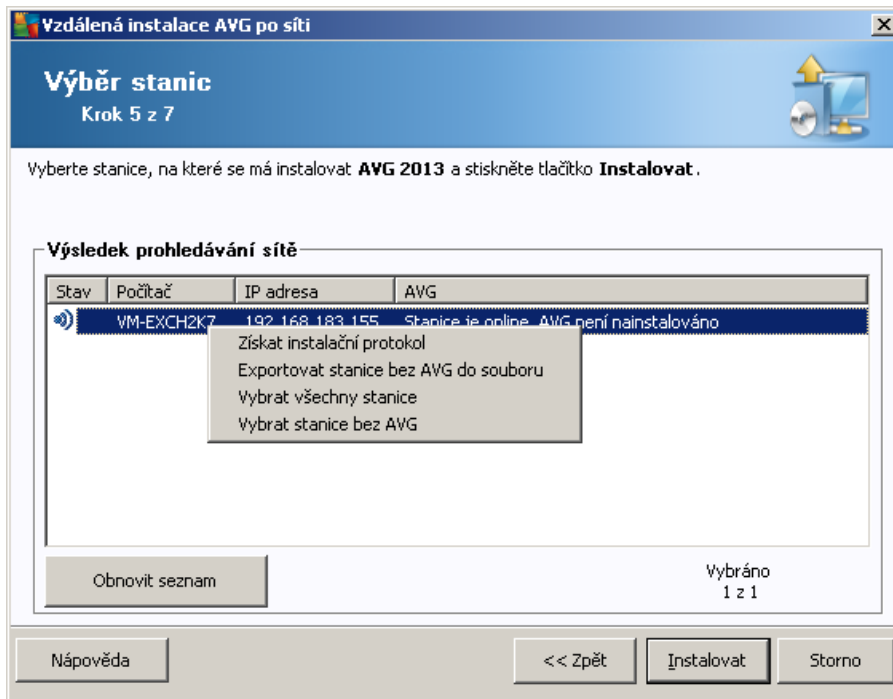 Vzdálená instalace AVG po síti
Výběr stanic
Krok 5 z 7
Vyberte stanice, na které se má instalovat AVG 2013 a stiskněte tlačítko Instalovat.
Výsledek prohledávání sítě
Stav Počítač IP adresa AVG
VM-EXCH2K7 192.168.183.155 Stanice je online, AVG není nainstalováno
Získat instalační protokol
Exportovat stanice bez AVG do souboru
Vybrat všechny stanice
Vybrat stanice bez AVG
Obnovit seznam
Vybráno
1 z 1
Nápověda
<< Zpět
Instalovat
Storno